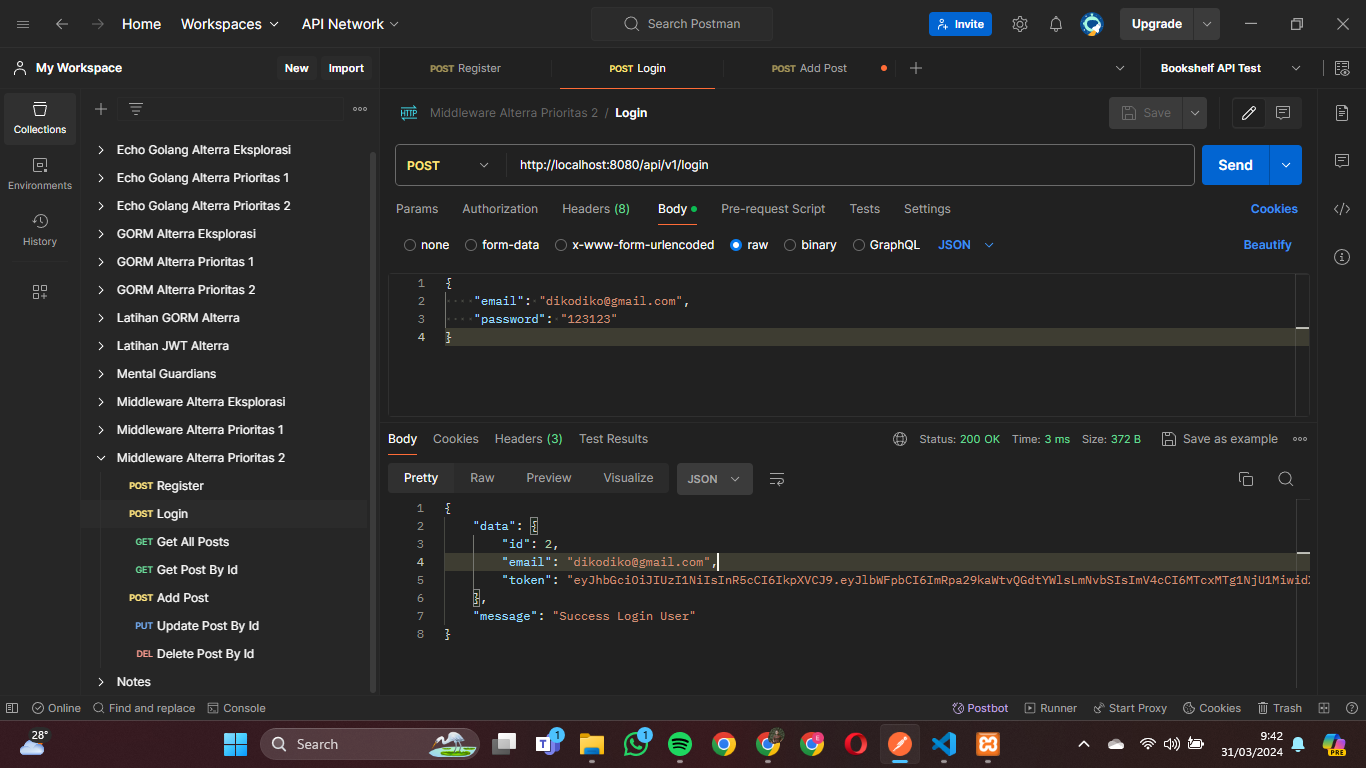 Home Workspaces API Network Search Postman Invite Upgrade
My Workspace New Import POST Register POST Login POST Add Post Bookshelf API Test
Collections
Environments
History
Echo Golang Alterra Eksplorasi
Echo Golang Alterra Prioritas 1
Echo Golang Alterra Prioritas 2
GORM Alterra Eksplorasi
GORM Alterra Prioritas 1
GORM Alterra Prioritas 2
Latihan GORM Alterra
Latihan JWT Alterra
Mental Guardians
Middleware Alterra Eksplorasi
Middleware Alterra Prioritas 1
Middleware Alterra Prioritas 2
POST Register
POST Login
GET Get All Posts
GET Get Post By Id
POST Add Post
PUT Update Post By Id
DEL Delete Post By Id
Notes
HTTP Middleware Alterra Prioritas 2 / Login Save
POST http://localhost:8080/api/v1/login Send
Params Authorization Headers (8) Body Pre-request Script Tests Settings Cookies
none form-data x-www-form-urlencoded raw binary GraphQL JSON Beautify
1 {
2 "email": "dikodiko@gmail.com",
3 "password": "123123"
4 }
Body Cookies Headers (3) Test Results Status: 200 OK Time: 3 ms Size: 372 B Save as example
Pretty Raw Preview Visualize JSON
1 {
2 "data": {
3 "id": 2,
4 "email": "dikodiko@gmail.com",
5 "token": "eyJhbGciOiJIUzI1NiIsInR5cCI6IkpXVCJ9.eyJlbWFpbCI6ImRpa29kaWtvQGdtYWlsLmNvbSIsImV4cCI6MTcxMTg1NjU1Miwid
6 },
7 "message": "Success Login User"
8 }
Online Find and replace Console Postbot Runner Start Proxy Cookies Trash
28° Search 1 1 9:42
31/03/2024 PRE